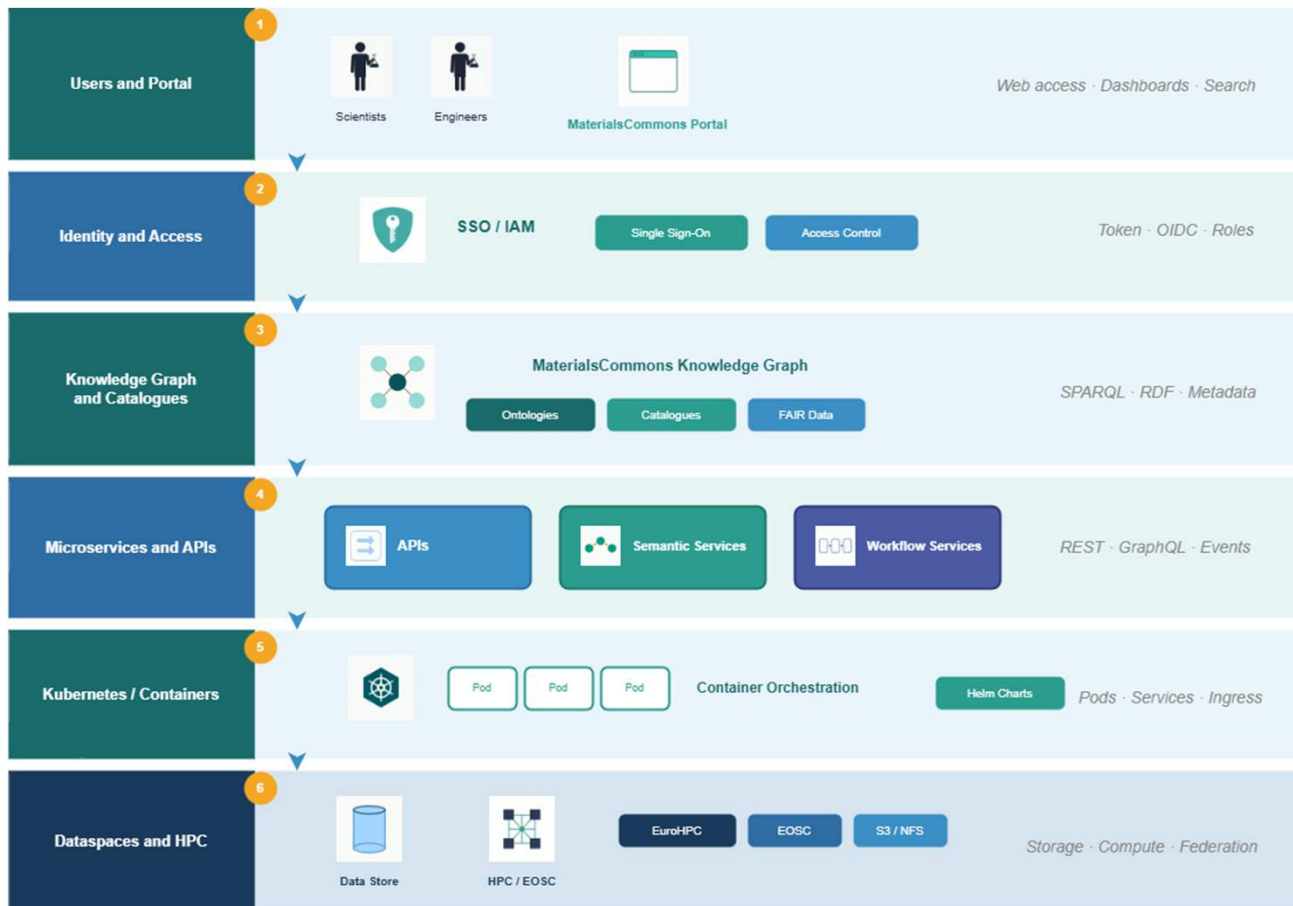 1
Users and Portal
Scientists
Engineers
MaterialsCommons Portal
Web access · Dashboards · Search
2
Identity and Access
SSO / IAM
Single Sign-On
Access Control
Token · OIDC · Roles
3
Knowledge Graph
and Catalogues
MaterialsCommons Knowledge Graph
Ontologies
Catalogues
FAIR Data
SPARQL · RDF · Metadata
4
Microservices and APIs
APIs
Semantic Services
Workflow Services
REST · GraphQL · Events
5
Kubernetes / Containers
Pod
Pod
Pod
Container Orchestration
Helm Charts
Pods · Services · Ingress
6
Dataspaces and HPC
Data Store
HPC / EOSC
EuroHPC
EOSC
S3 / NFS
Storage · Compute · Federation